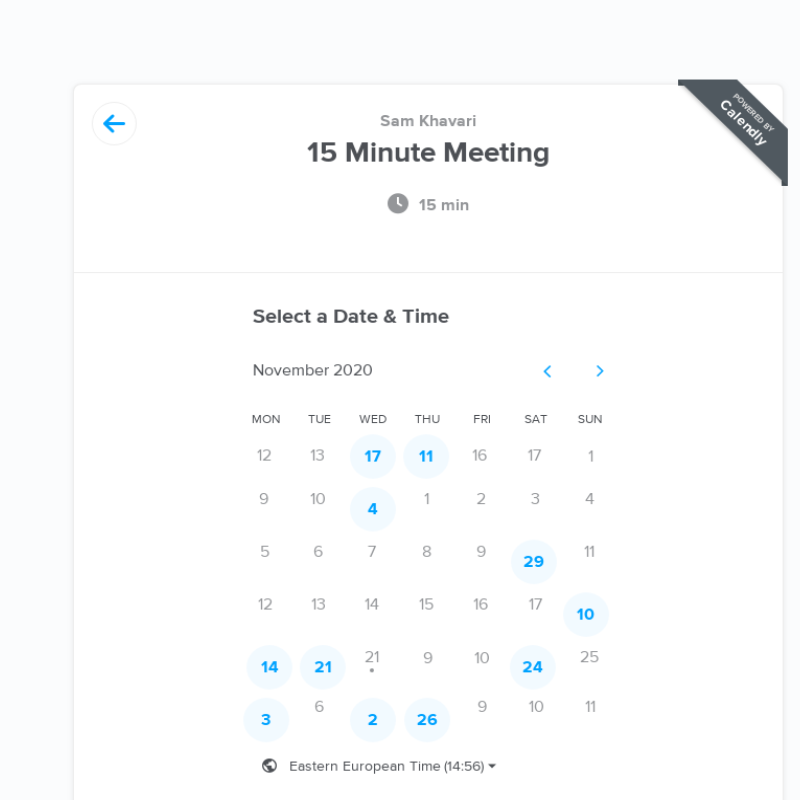 POWERED BY
Calendly
Sam Khavari
15 Minute Meeting
15 min
Select a Date & Time
November 2020
MON TUE WED THU FRI SAT SUN
12 13 17 11 16 17 1
9 10 4 1 2 3 4
5 6 7 8 9 29 11
12 13 14 15 16 17 10
14 21 21 9 10 24 25
3 6 2 26 9 10 11
Eastern European Time (14:56)